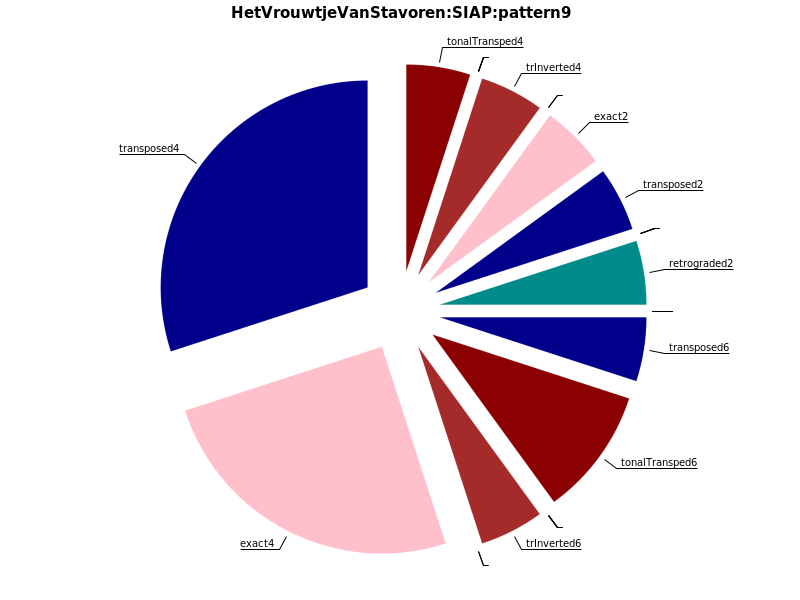 HetVrouwtjeVanStavoren:SIAP:pattern9
tonalTransped4
trInverted4
exact2
transposed4
transposed2
retrograded2
transposed6
tonalTransped6
exact4
trInverted6